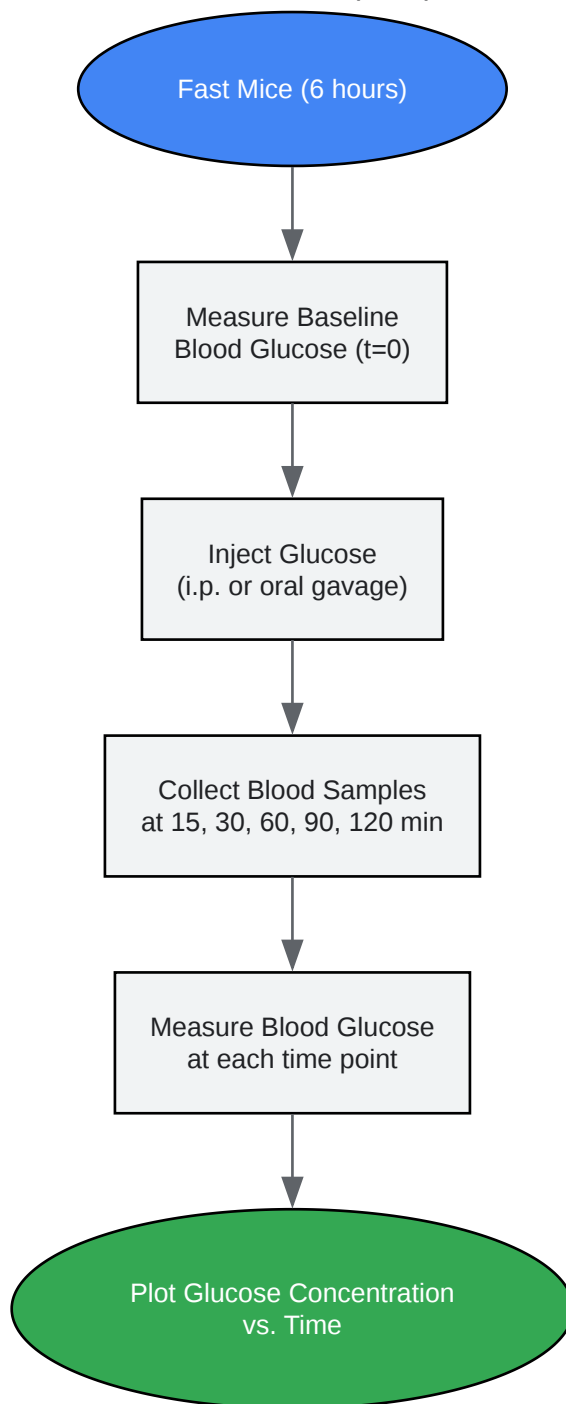 Fast Mice (6 hours)
Measure Baseline
Blood Glucose (t=0)
Inject Glucose
(i.p. or oral gavage)
Collect Blood Samples
at 15, 30, 60, 90, 120 min
Measure Blood Glucose
at each time point
Plot Glucose Concentration
vs. Time